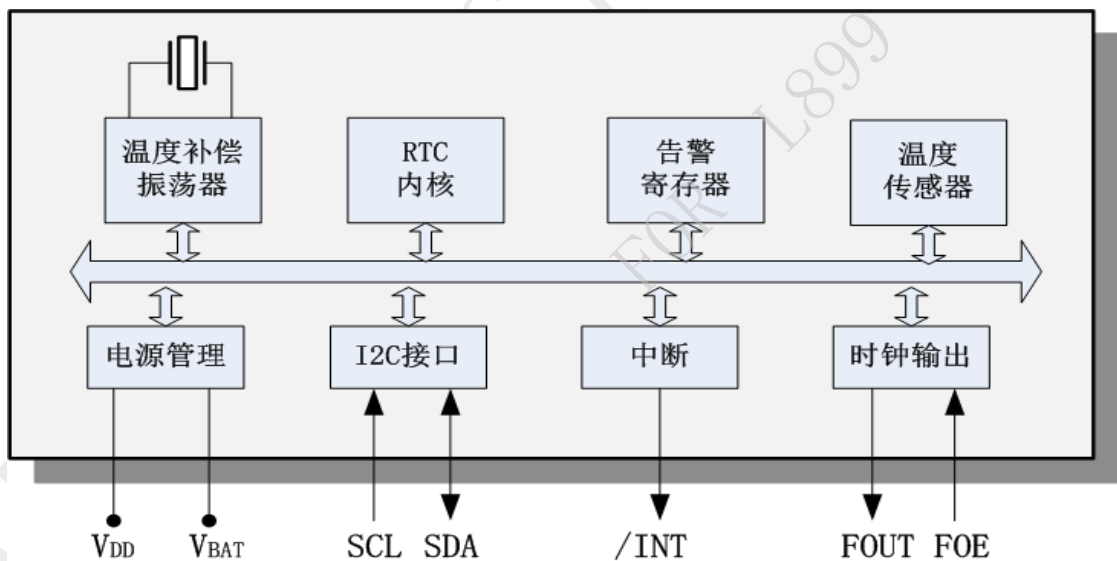 温度补偿
振荡器
RTC
内核
告警
寄存器
温度
传感器
电源管理
I2C接口
中断
时钟输出
VDD VBAT SCL SDA /INT FOUT FOE
FOR L899